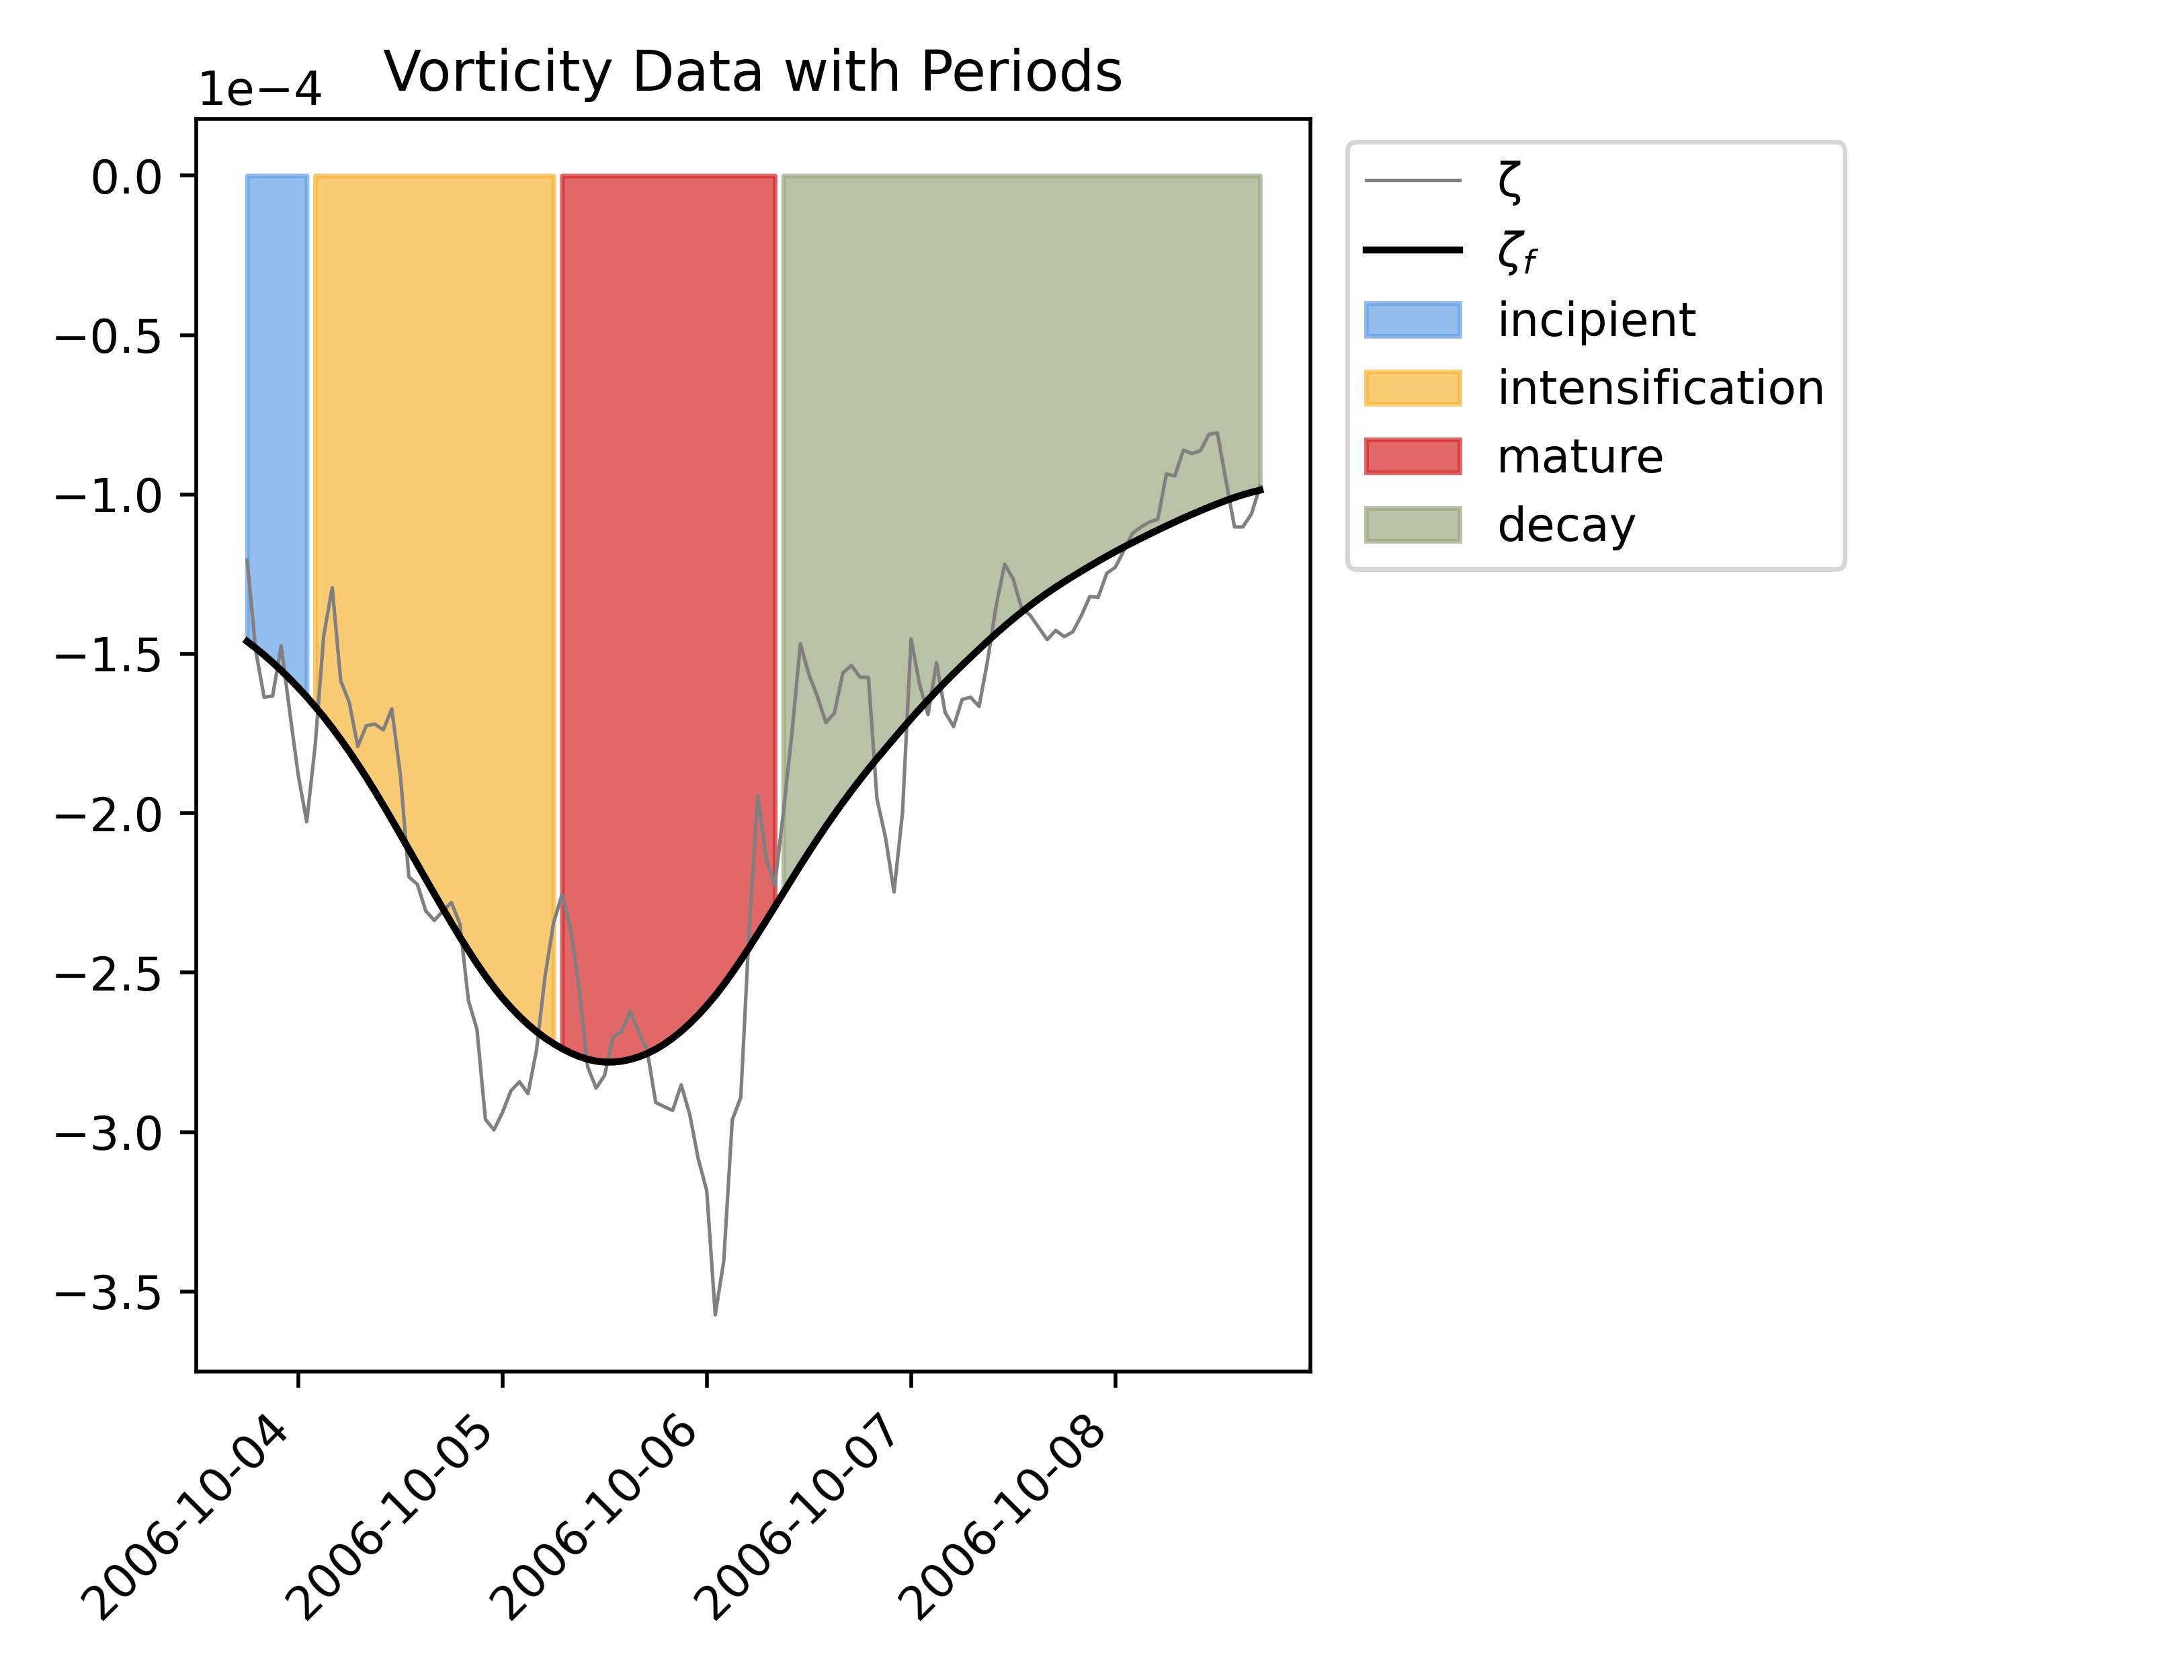 Vorticity Data with Periods
1e−4
0.0
−0.5
−1.0
−1.5
−2.0
−2.5
−3.0
−3.5
2006-10-04
2006-10-05
2006-10-06
2006-10-07
2006-10-08
ζ
ζf
incipient
intensification
mature
decay